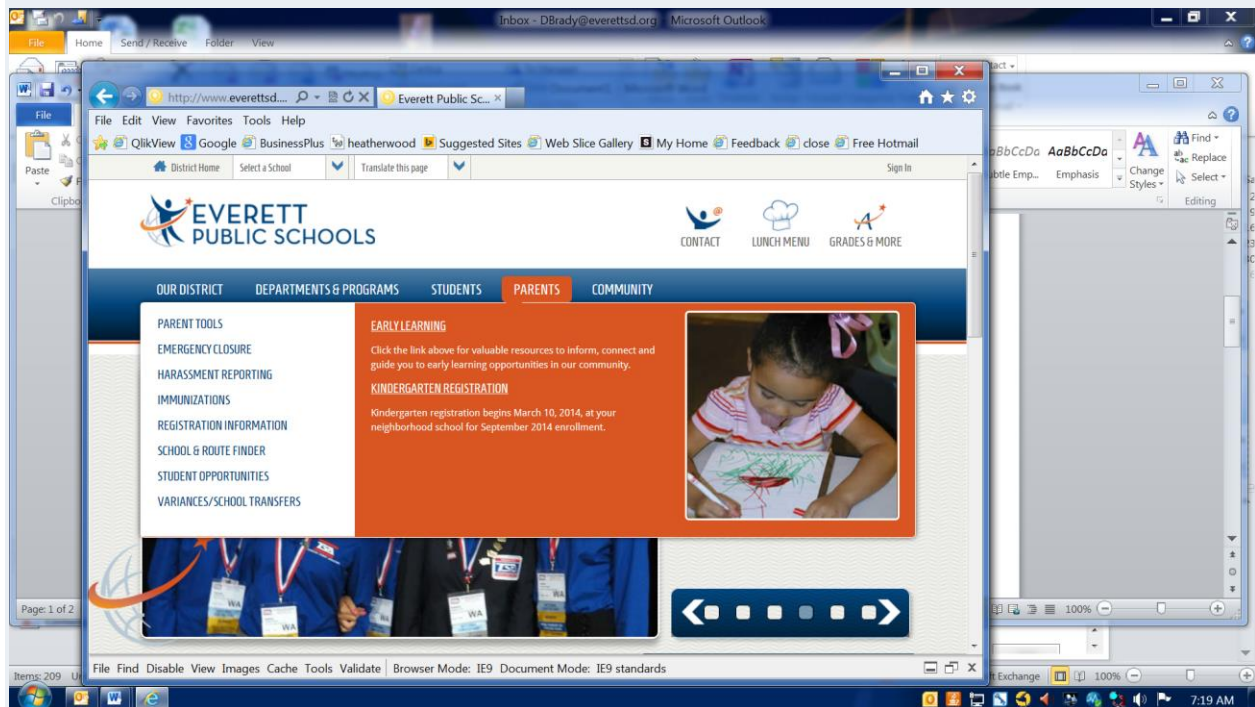 Inbox - DBrady@everettsd.org - Microsoft Outlook
File Home Send / Receive Folder View
File
Paste
Find
Replace
Select
Change
Styles
Emphasis
Editing
AaBbCcDa
http://www.everettsd.... Everett Public Sc...
File Edit View Favorites Tools Help
QlikView Google BusinessPlus heatherwood Suggested Sites Web Slice Gallery My Home Feedback close Free Hotmail
District Home Select a School Translate this page Sign In
EVERETT
PUBLIC SCHOOLS
CONTACT LUNCH MENU GRADES & MORE
OUR DISTRICT DEPARTMENTS & PROGRAMS STUDENTS PARENTS COMMUNITY
PARENT TOOLS
EMERGENCY CLOSURE
HARASSMENT REPORTING
IMMUNIZATIONS
REGISTRATION INFORMATION
SCHOOL & ROUTE FINDER
STUDENT OPPORTUNITIES
VARIANCES/SCHOOL TRANSFERS
EARLY LEARNING
Click the link above for valuable resources to inform, connect and
guide you to early learning opportunities in our community.
KINDERGARTEN REGISTRATION
Kindergarten registration begins March 10, 2014, at your
neighborhood school for September 2014 enrollment.
WA
WA
WA
Page: 1 of 2
100%
File Find Disable View Images Cache Tools Validate Browser Mode: IE9 Document Mode: IE9 standards
Items: 209
Exchange 100%
7:19 AM